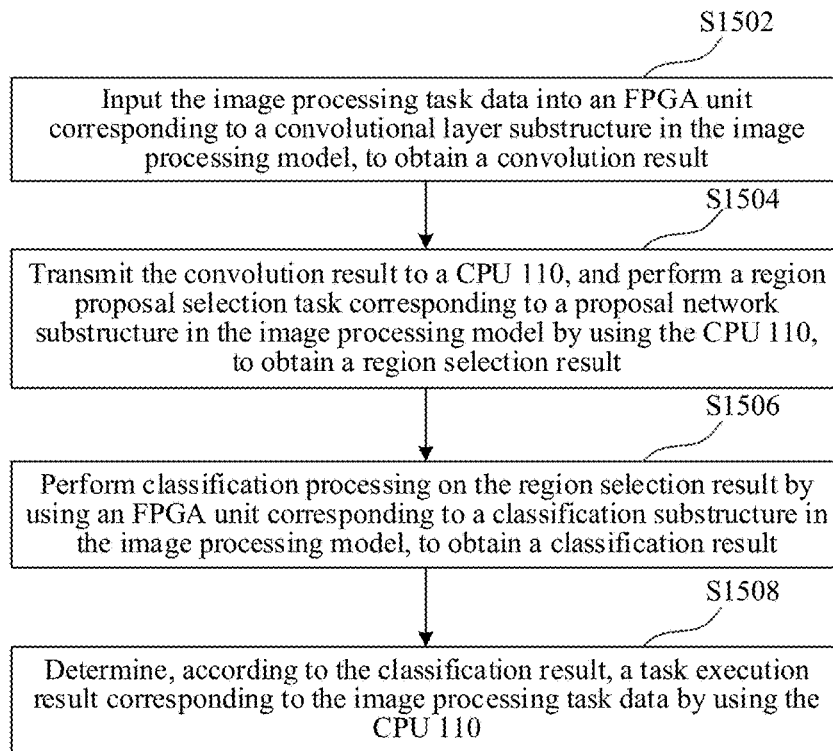 S1502
Input the image processing task data into an FPGA unit
corresponding to a convolutional layer substructure in the image
processing model, to obtain a convolution result
S1504
Transmit the convolution result to a CPU 110, and perform a region
proposal selection task corresponding to a proposal network
substructure in the image processing model by using the CPU 110,
to obtain a region selection result
S1506
Perform classification processing on the region selection result by
using an FPGA unit corresponding to a classification substructure in
the image processing model, to obtain a classification result
S1508
Determine, according to the classification result, a task execution
result corresponding to the image processing task data by using the
CPU 110